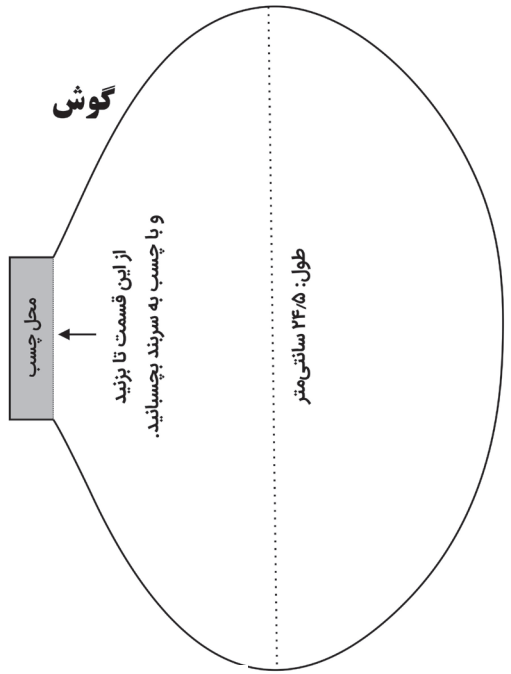 گوش
محل چسب
از این قسمت تا بزنید
و با چسب به سربند بچسبانید.
طول: ۲۴٫۵ سانتی‌متر